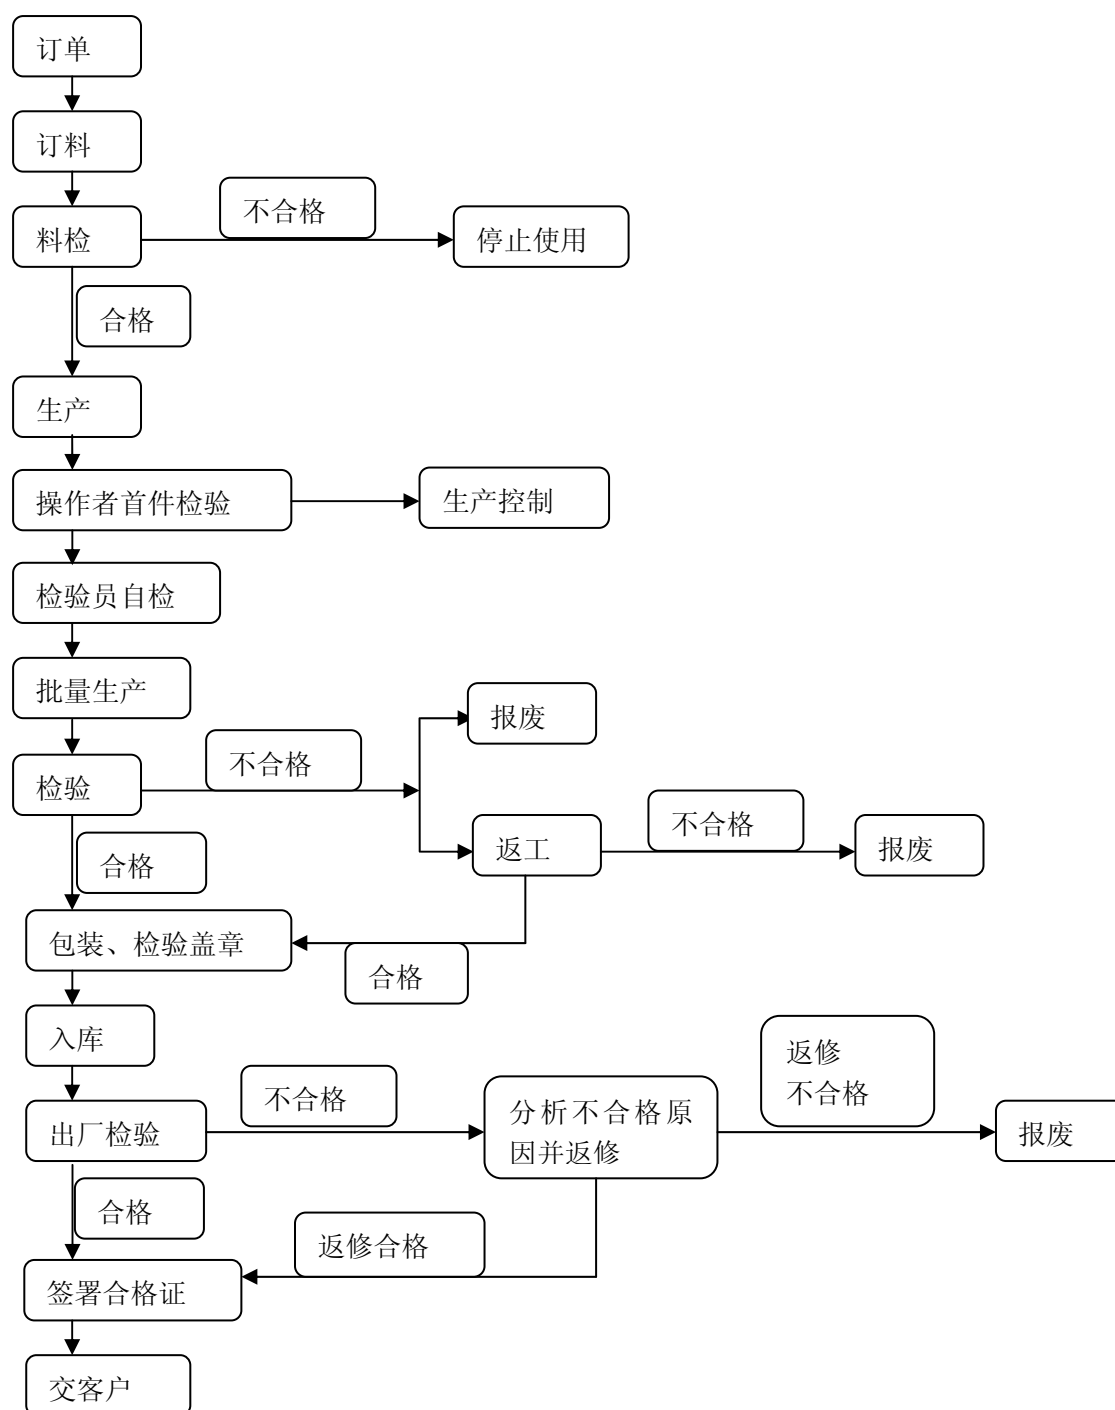 订单
订料
不合格
料检
停止使用
合格
生产
操作者首件检验
生产控制
检验员自检
批量生产
报废
不合格
检验
返工
不合格
报废
合格
包装、检验盖章
合格
入库
返修
不合格
不合格
分析不合格原
因并返修
出厂检验
报废
合格
返修合格
签署合格证
交客户